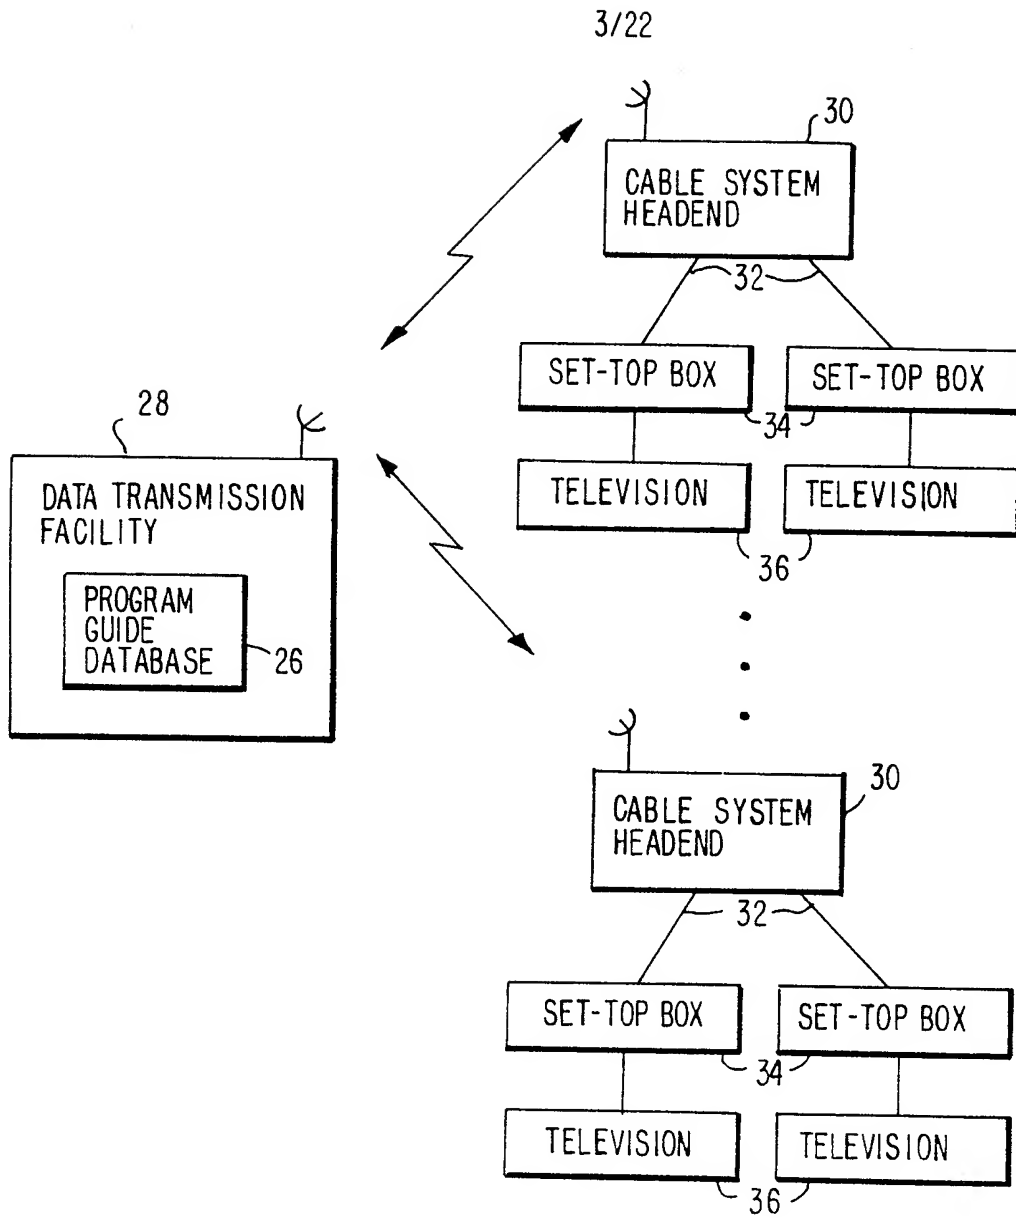 3/22
30
CABLE SYSTEM
HEADEND
32
SET-TOP BOX
SET-TOP BOX
34
TELEVISION
TELEVISION
36
28
DATA TRANSMISSION
FACILITY
PROGRAM
GUIDE
DATABASE
26
30
CABLE SYSTEM
HEADEND
32
SET-TOP BOX
SET-TOP BOX
34
TELEVISION
TELEVISION
36